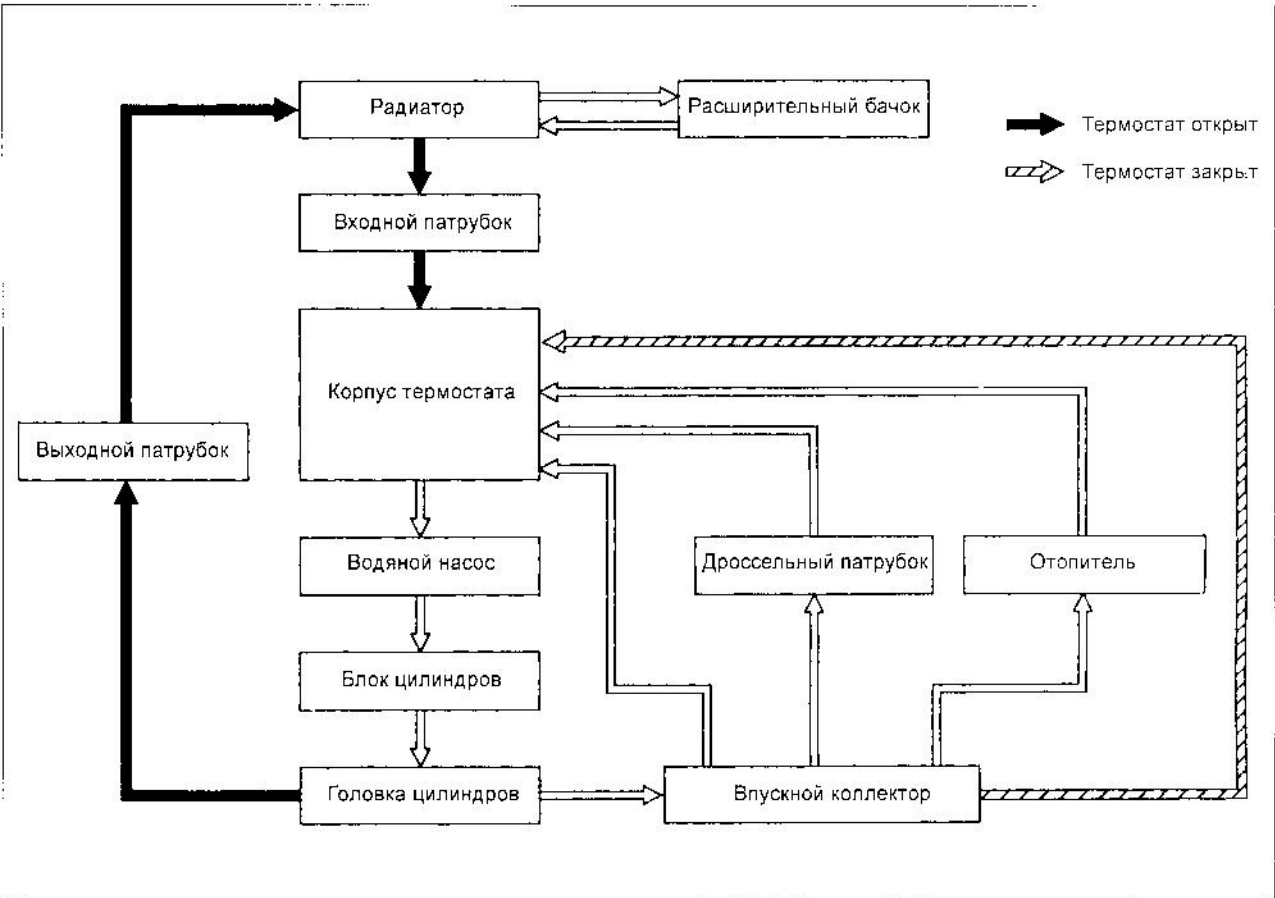 Радиатор
Расширительный бачок
Термостат открыт
Термостат закрыт
Входной патрубок
Корпус термостата
Выходной патрубок
Водяной насос
Дроссельный патрубок
Отопитель
Блок цилиндров
Головка цилиндров
Впускной коллектор